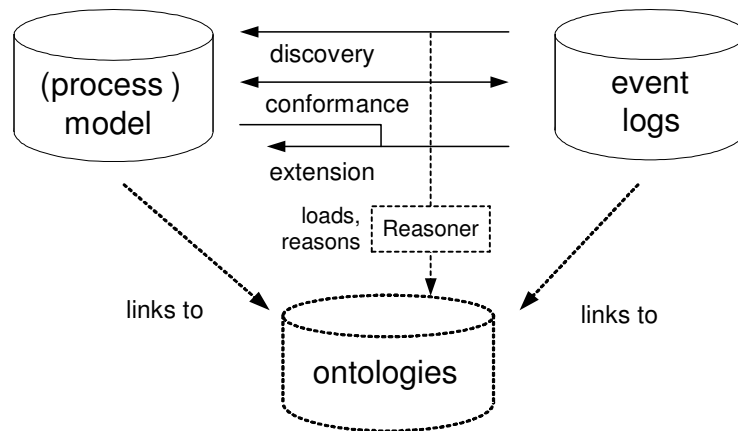 (process )
model
discovery
conformance
extension
event
logs
loads,
reasons
Reasoner
links to
links to
ontologies